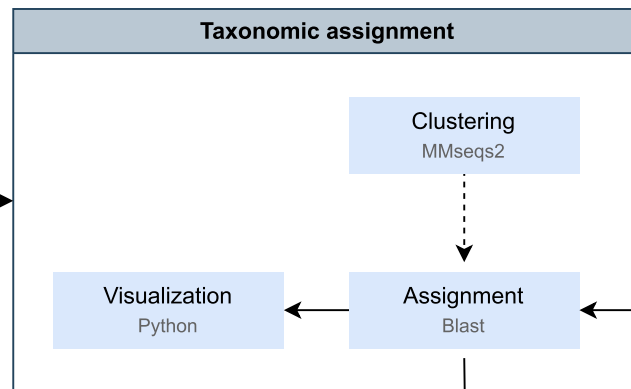 Taxonomic assignment
Clustering
MMseqs2
Visualization
Python
Assignment
Blast